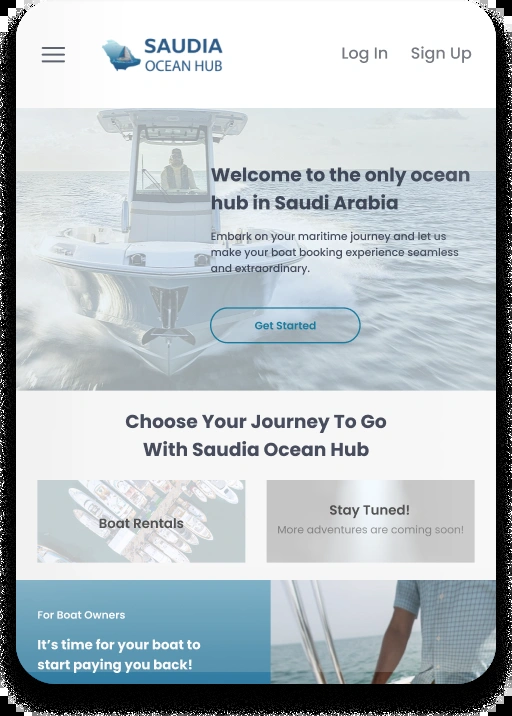 SAUDIA
OCEAN HUB
Log In
Sign Up
Welcome to the only ocean
hub in Saudi Arabia
Embark on your maritime journey and let us
make your boat booking experience seamless
and extraordinary.
Get Started
Choose Your Journey To Go
With Saudia Ocean Hub
Boat Rentals
Stay Tuned!
More adventures are coming soon!
For Boat Owners
It’s time for your boat to
start paying you back!